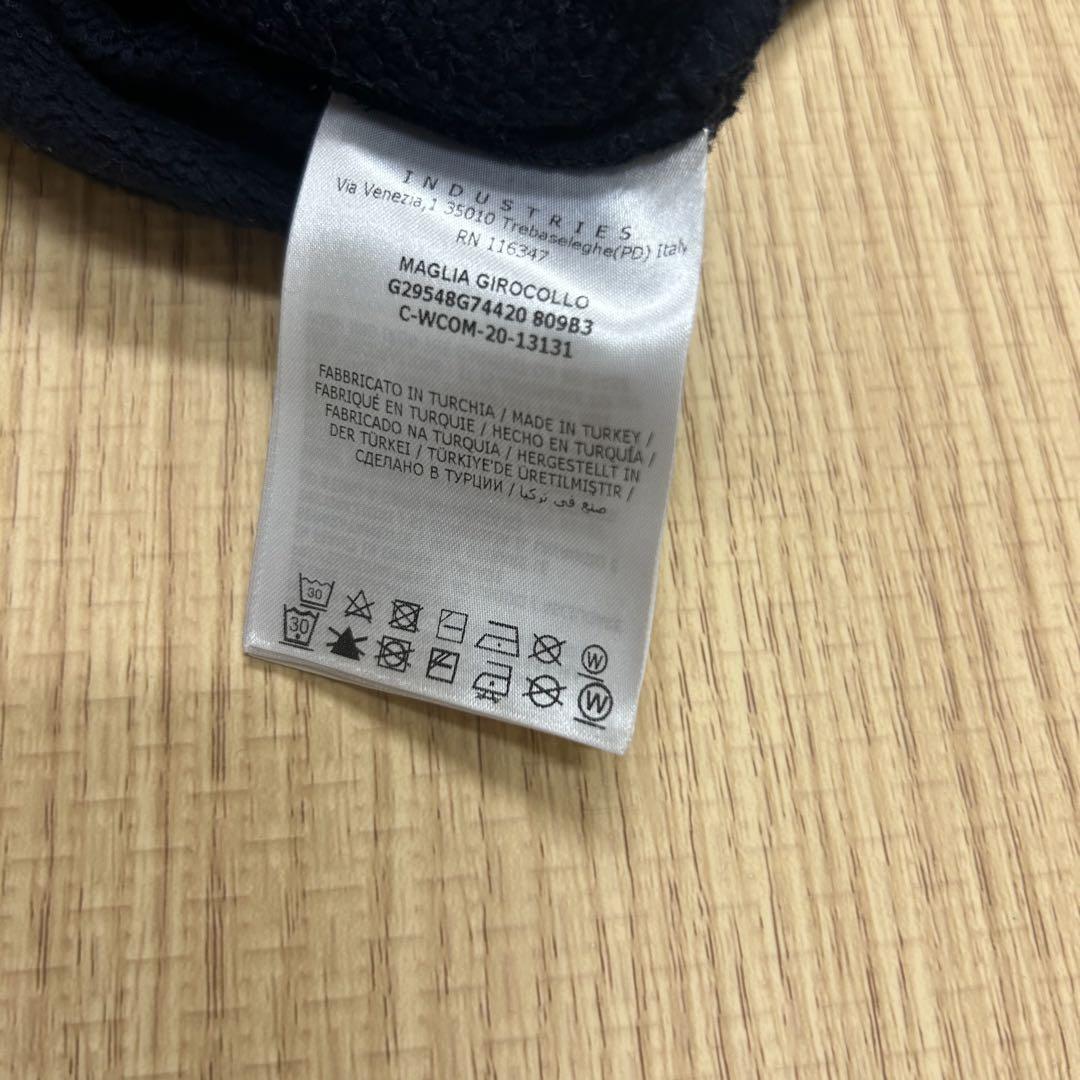 INDUSTRIES
Via Venezia,1 35010 Trebaseleghe(PD) Italy
RN 116347
MAGLIA GIROCOLLO
G29548G74420 809B3
C-WCOM-20-13131
FABBRICATO IN TURCHIA / MADE IN TURKEY /
FABRIQUÉ EN TURQUIE / HECHO EN TURQUÍA /
FABRICADO NA TURQUIA / HERGESTELLT IN
DER TÜRKEI / TÜRKIYE'DE ÜRETILMIŞTIR /
СДЕЛАНО В ТУРЦИИ / صنع في تركيا
30
W
30
W